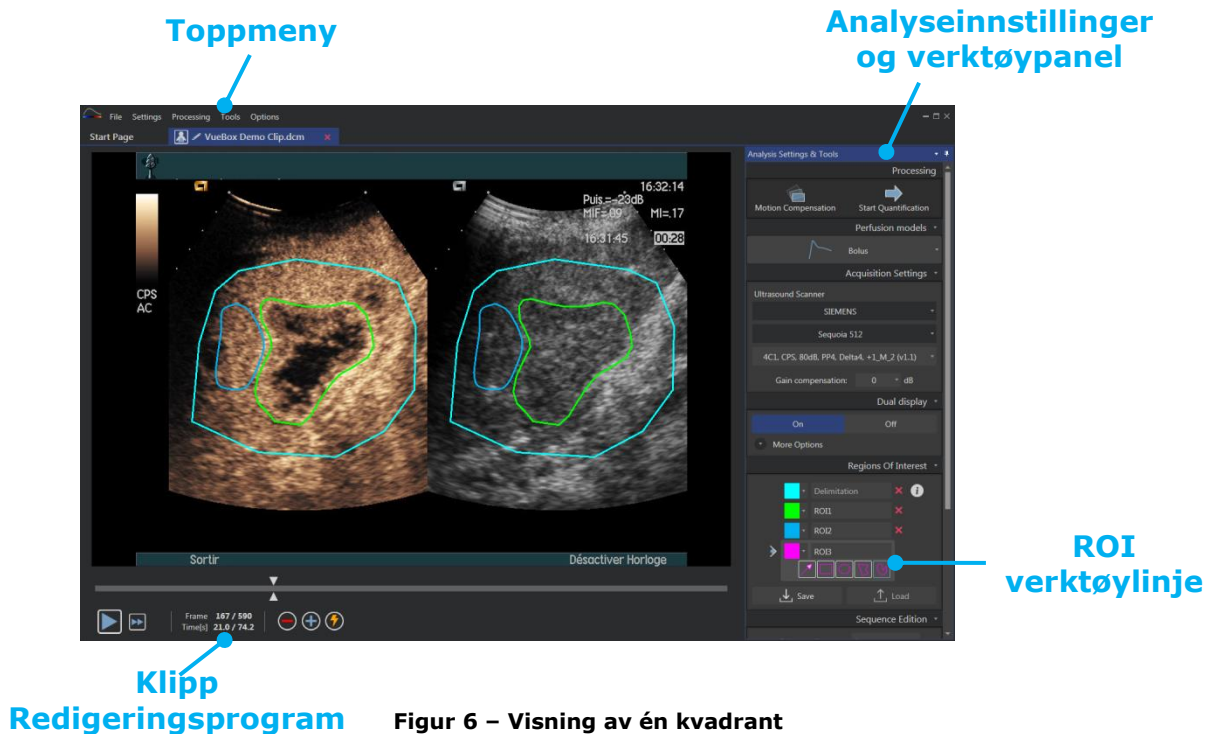 Toppmeny
Analyseinnstillinger
og verktøypanel
File Settings Processing Tools Options
Start Page VueBox Demo Clip.dcm
Analysis Settings & Tools
Processing
Motion Compensation Start Quantification
Perfusion models
Bolus
Acquisition Settings
Ultrasound Scanner
SIEMENS
Sequoia 512
4C1, CPS, 80dB, PP4, Delta4, +1_M_2 (v1.1)
Gain compensation: 0 dB
Dual display
On Off
More Options
Regions Of Interest
Delimitation
ROI1
ROI2
ROI3
Save Load
Sequence Edition
16:32:14
Puis.=-23dB
MIF=.09 MI=.17
16:31:45 00:28
CPS
AC
Sortir Désactiver Horloge
Frame 167 / 590
Time[s] 21.0 / 74.2
ROI
verktøylinje
Klipp
Redigeringsprogram
Figur 6 – Visning av én kvadrant